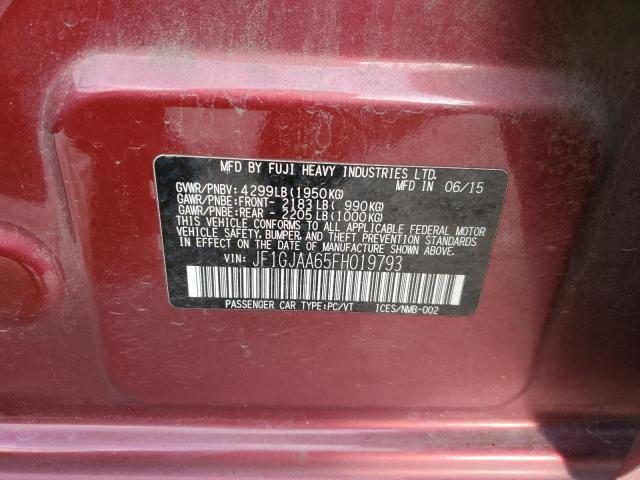 MFD BY FUJI HEAVY INDUSTRIES LTD.
GVWR/PNBV: 4299LB(1950KG) MFD IN 06/15
GAWR/PNBE:FRONT- 2183LB( 990KG)
GAWR/PNBE:REAR - 2205LB(1000KG)
THIS VEHICLE CONFORMS TO ALL APPLICABLE FEDERAL MOTOR
VEHICLE SAFETY, BUMPER, AND THEFT PREVENTION STANDARDS
IN EFFECT ON THE DATE OF MANUFACTURE SHOWN ABOVE.
VIN: JF1GJAA65FH019793
PASSENGER CAR TYPE:PC/VT ICES/NMB-002